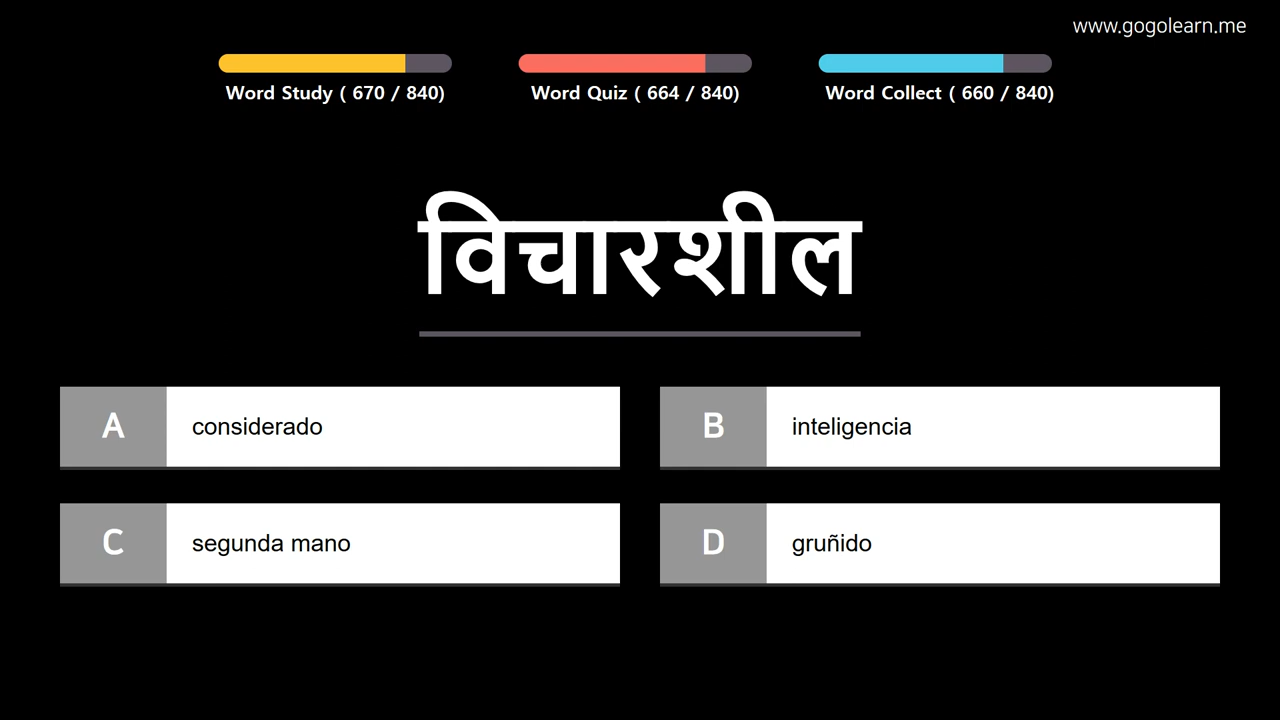 www.gogolearn.me
Word Study ( 670 / 840)
Word Quiz ( 664 / 840)
Word Collect ( 660 / 840)
विचारशील
A considerado
B inteligencia
C segunda mano
D gruñido